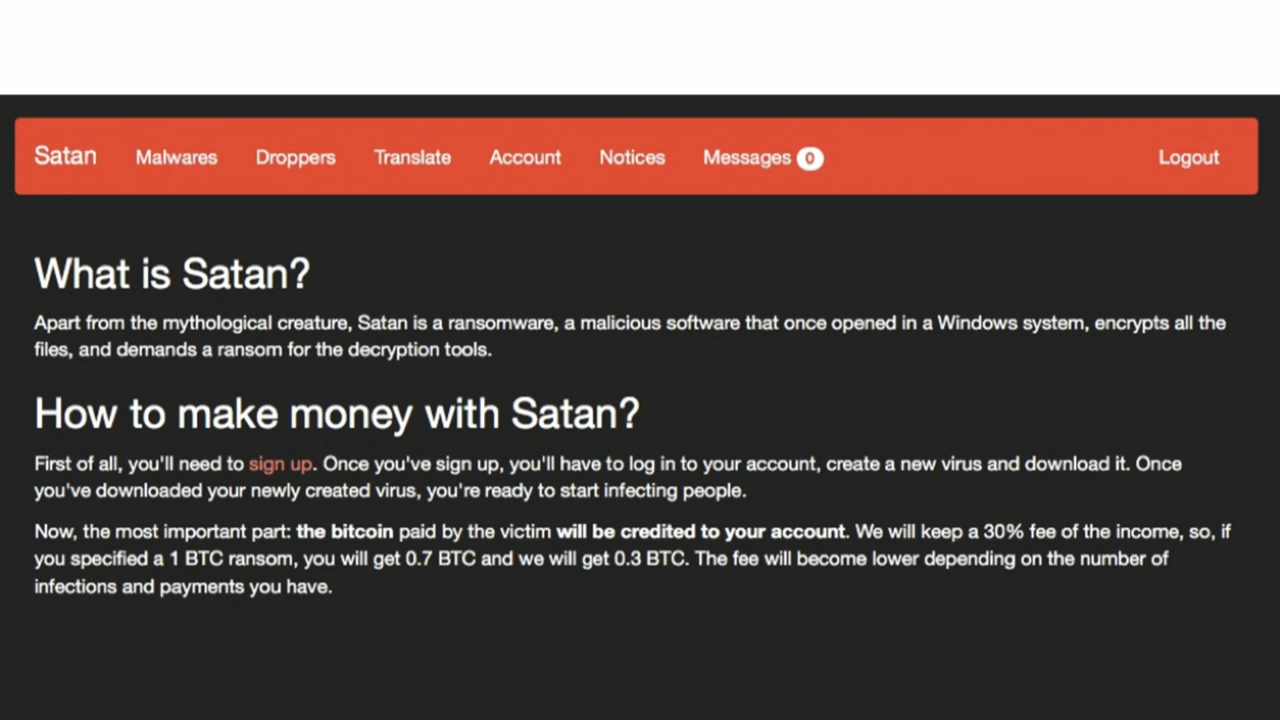 Satan Malwares Droppers Translate Account Notices Messages 0 Logout
What is Satan?
Apart from the mythological creature, Satan is a ransomware, a malicious software that once opened in a Windows system, encrypts all the
files, and demands a ransom for the decryption tools.
How to make money with Satan?
First of all, you'll need to sign up. Once you've sign up, you'll have to log in to your account, create a new virus and download it. Once
you've downloaded your newly created virus, you're ready to start infecting people.
Now, the most important part: the bitcoin paid by the victim will be credited to your account. We will keep a 30% fee of the income, so, if
you specified a 1 BTC ransom, you will get 0.7 BTC and we will get 0.3 BTC. The fee will become lower depending on the number of
infections and payments you have.